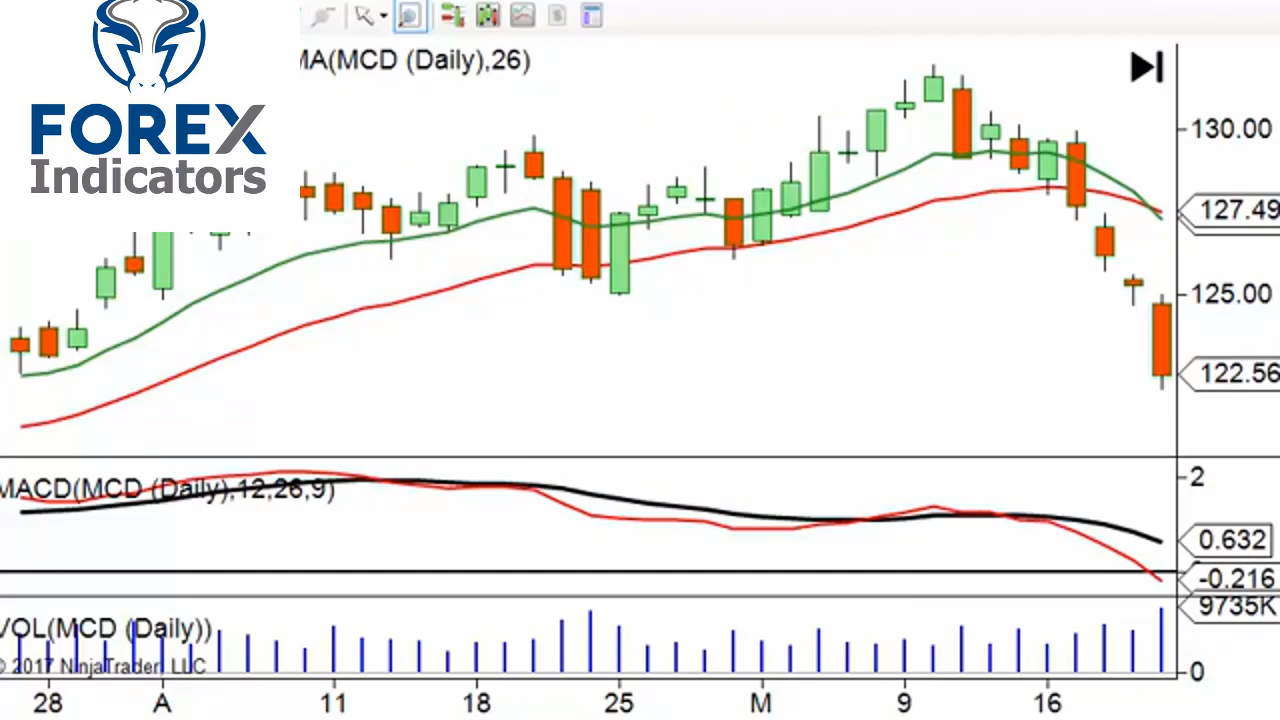 FOREX
Indicators
MA(MCD (Daily),26)
130.00
127.49
125.00
122.56
MACD(MCD (Daily),12,26,9)
2
0.632
-0.216
9735K
VOL(MCD (Daily))
0
© 2017 NinjaTrader, LLC
28 A 11 18 25 M 9 16